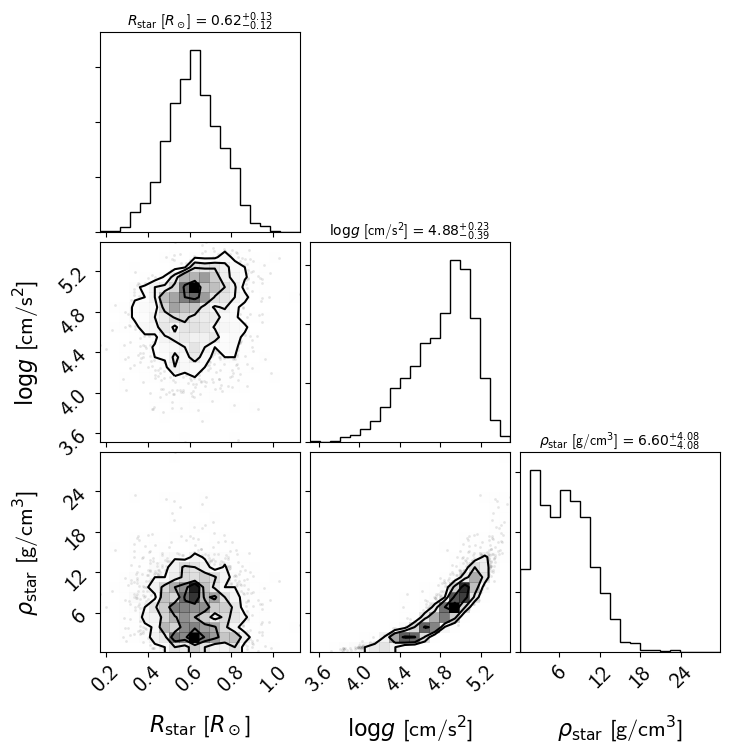 R_star [R_⊙] = 0.62^{+0.13}_{−0.12}
logg [cm/s²] = 4.88^{+0.23}_{−0.39}
5.2
4.8
4.4
4.0
3.6
logg [cm/s²]
ρ_star [g/cm³] = 6.60^{+4.08}_{−4.08}
24
18
12
6
ρ_star [g/cm³]
0.2 0.4 0.6 0.8 1.0
3.6 4.0 4.4 4.8 5.2
6 12 18 24
R_star [R_⊙]
logg [cm/s²]
ρ_star [g/cm³]